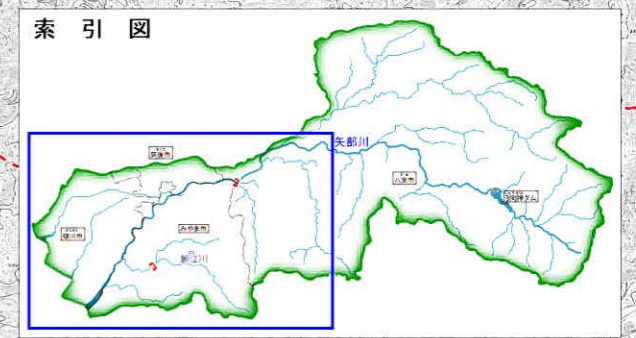 索引図
矢部川
筑後市
八女市
日向神ダム
柳川市
みやま市
飯江川